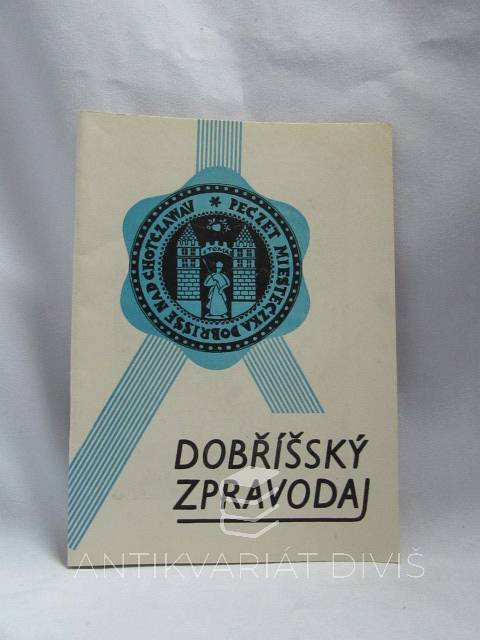 * PECZET MIESTECZKA DOBRISSE NAD CHOTCZAWAU
DOBŘÍŠSKÝ
ZPRAVODAJ
ANTIKVARIÁT DIVIŠ